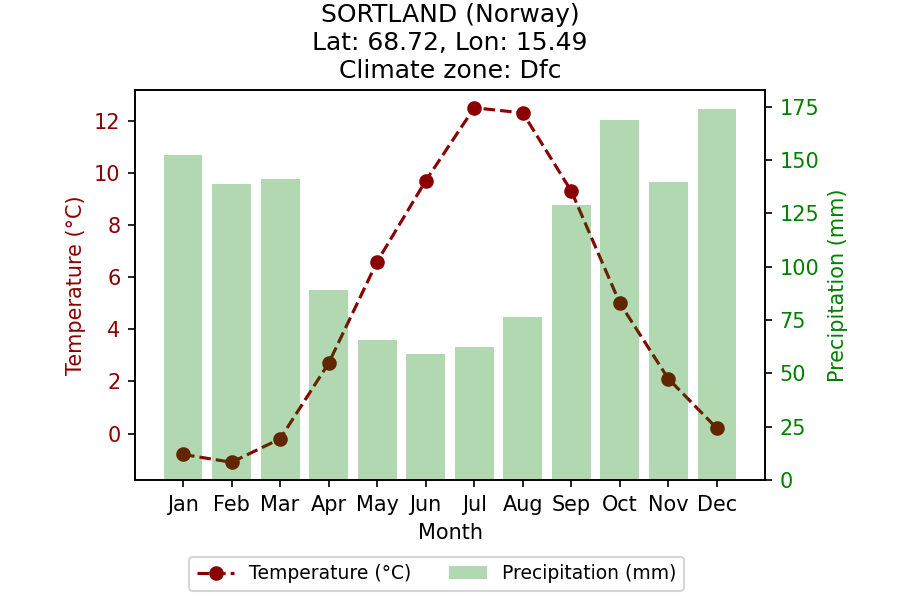 SORTLAND (Norway)
Lat: 68.72, Lon: 15.49
Climate zone: Dfc
Temperature (°C)
12
10
8
6
4
2
0
175
150
125
100
75
50
25
0
Precipitation (mm)
Jan Feb Mar Apr May Jun Jul Aug Sep Oct Nov Dec
Month
Temperature (°C) Precipitation (mm)